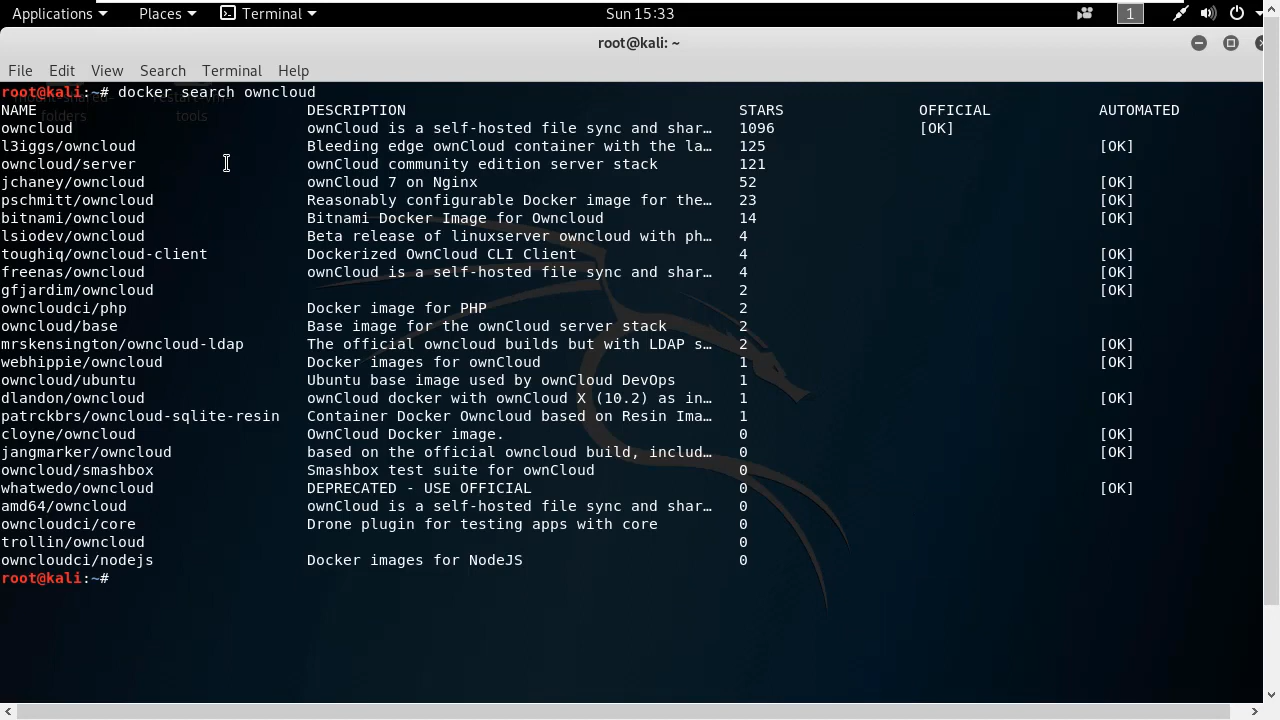 Applications Places Terminal Sun 15:33 1
root@kali: ~
File Edit View Search Terminal Help
root@kali:~# docker search owncloud
NAME DESCRIPTION STARS OFFICIAL AUTOMATED
owncloud ownCloud is a self-hosted file sync and shar… 1096 [OK]
l3iggs/owncloud Bleeding edge ownCloud container with the la… 125 [OK]
owncloud/server ownCloud community edition server stack 121
jchaney/owncloud ownCloud 7 on Nginx 52 [OK]
pschmitt/owncloud Reasonably configurable Docker image for the… 23 [OK]
bitnami/owncloud Bitnami Docker Image for Owncloud 14 [OK]
lsiodev/owncloud Beta release of linuxserver owncloud with ph… 4
toughiq/owncloud-client Dockerized OwnCloud CLI Client 4 [OK]
freenas/owncloud ownCloud is a self-hosted file sync and shar… 4 [OK]
gfjardim/owncloud 2 [OK]
owncloudci/php Docker image for PHP 2
owncloud/base Base image for the ownCloud server stack 2
mrskensington/owncloud-ldap The official owncloud builds but with LDAP s… 2 [OK]
webhippie/owncloud Docker images for ownCloud 1 [OK]
owncloud/ubuntu Ubuntu base image used by ownCloud DevOps 1
dlandon/owncloud ownCloud docker with ownCloud X (10.2) as in… 1 [OK]
patrckbrs/owncloud-sqlite-resin Container Docker Owncloud based on Resin Ima… 1
cloyne/owncloud OwnCloud Docker image. 0 [OK]
jangmarker/owncloud based on the official owncloud build, includ… 0 [OK]
owncloud/smashbox Smashbox test suite for ownCloud 0
whatwedo/owncloud DEPRECATED - USE OFFICIAL 0 [OK]
amd64/owncloud ownCloud is a self-hosted file sync and shar… 0
owncloudci/core Drone plugin for testing apps with core 0
trollin/owncloud 0
owncloudci/nodejs Docker images for NodeJS 0
root@kali:~#